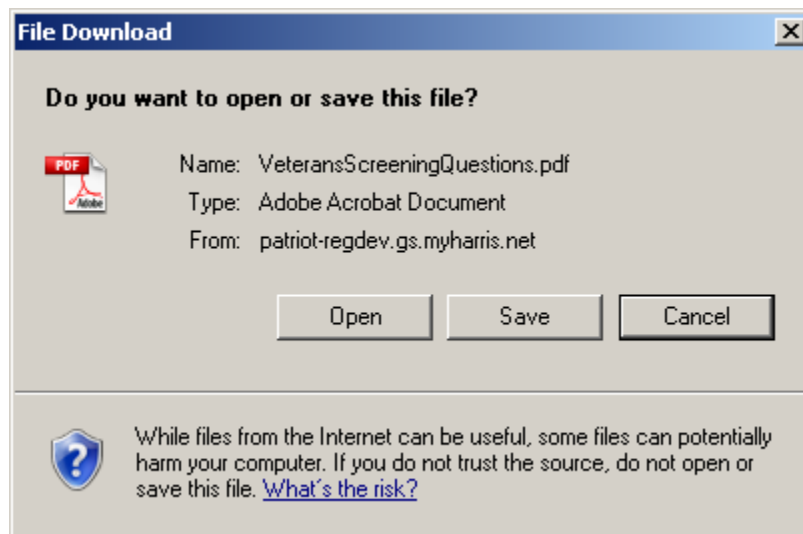 File Download
Do you want to open or save this file?
PDF
Adobe
Name: VeteransScreeningQuestions.pdf
Type: Adobe Acrobat Document
From: patriot-regdev.gs.myharris.net
Open Save Cancel
While files from the Internet can be useful, some files can potentially
harm your computer. If you do not trust the source, do not open or
save this file. What's the risk?